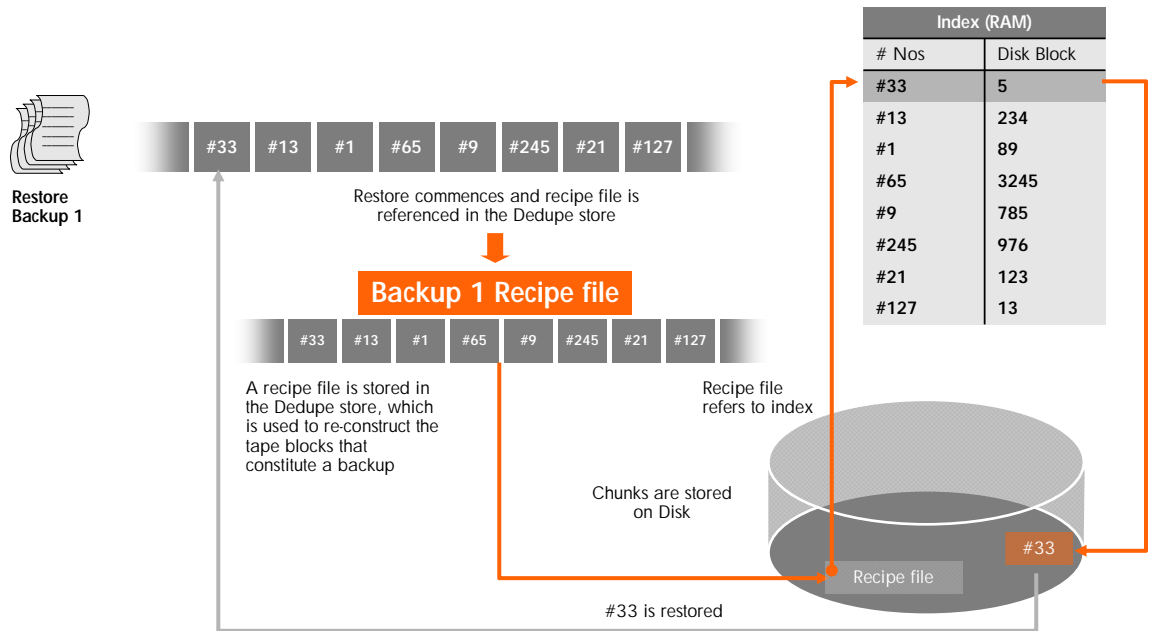 Index (RAM)
# Nos Disk Block
#33 5
#13 234
#1 89
#65 3245
#9 785
#245 976
#21 123
#127 13
Restore
Backup 1
#33 #13 #1 #65 #9 #245 #21 #127
Restore commences and recipe file is
referenced in the Dedupe store
Backup 1 Recipe file
#33 #13 #1 #65 #9 #245 #21 #127
A recipe file is stored in
the Dedupe store, which
is used to re-construct the
tape blocks that
constitute a backup
Recipe file
refers to index
Chunks are stored
on Disk
#33
Recipe file
#33 is restored